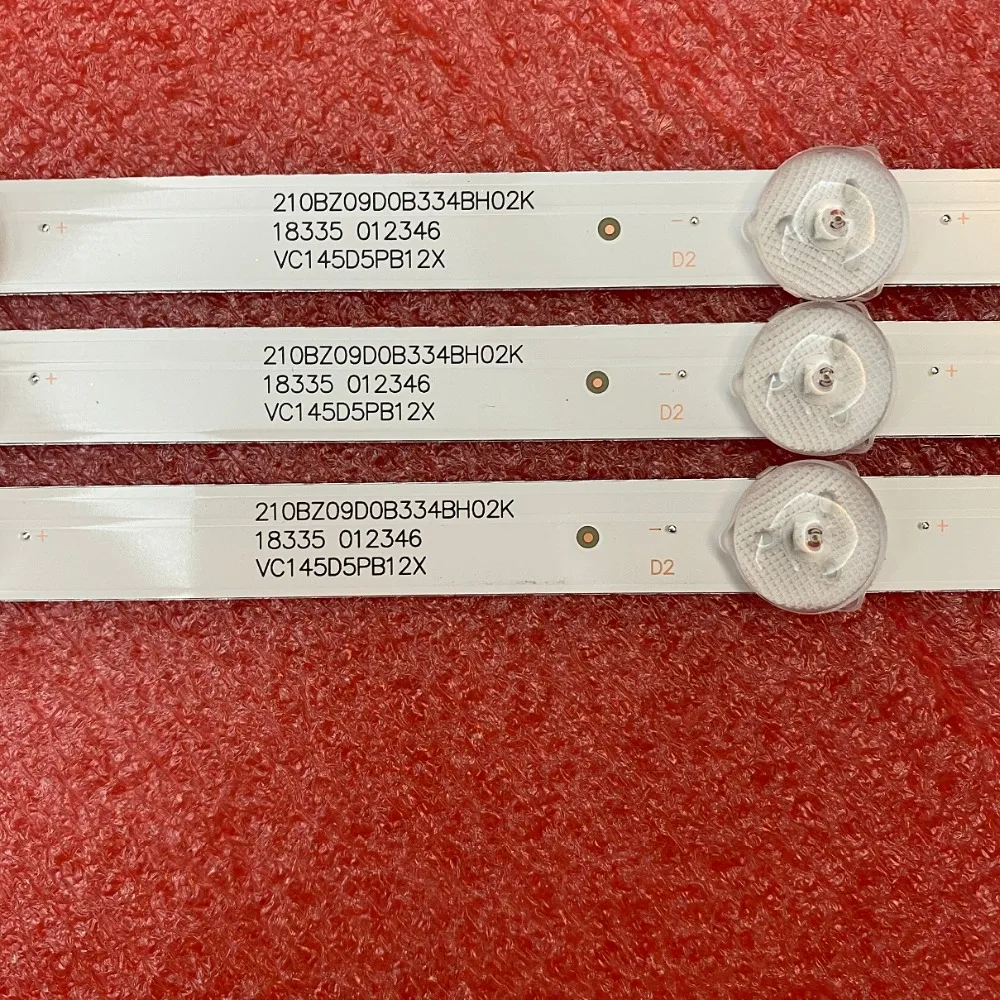 210BZ09D0B334BH02K
18335 012346
VC145D5PB12X
+
-
D2
+
210BZ09D0B334BH02K
18335 012346
VC145D5PB12X
+
-
D2
+
210BZ09D0B334BH02K
18335 012346
VC145D5PB12X
+
-
D2
+